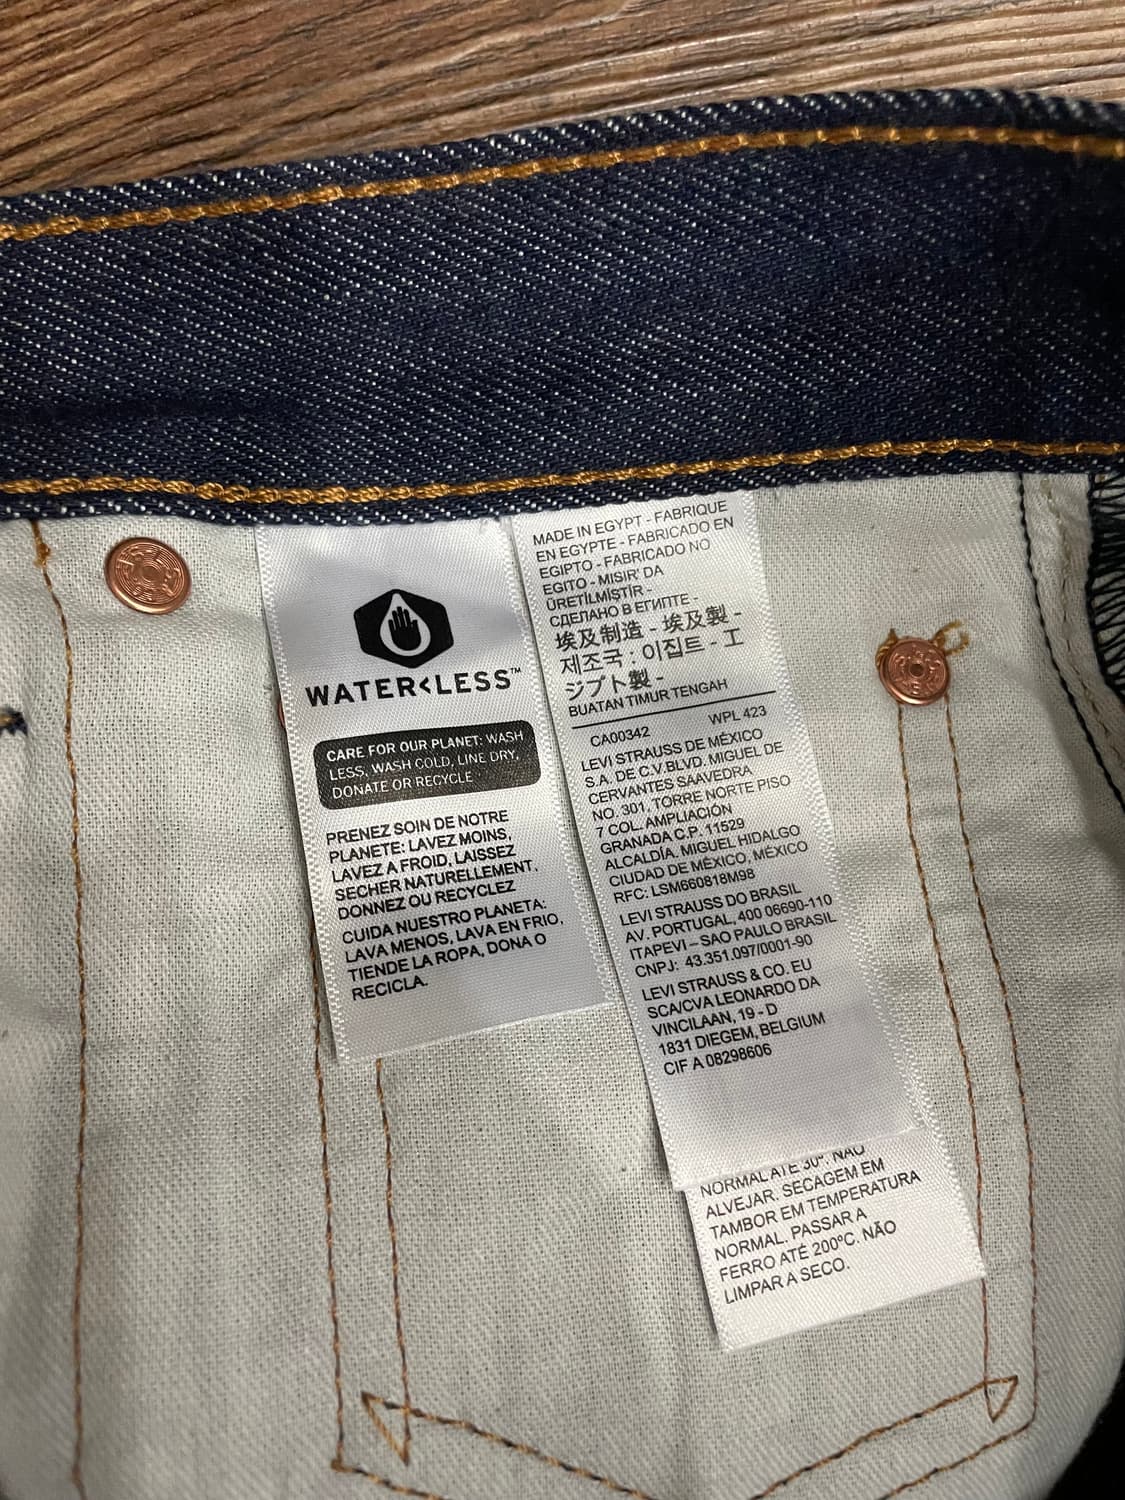 WATER<LESS™
CARE FOR OUR PLANET: WASH
LESS, WASH COLD, LINE DRY,
DONATE OR RECYCLE
PRENEZ SOIN DE NOTRE
PLANETE: LAVEZ MOINS,
LAVEZ A FROID, LAISSEZ
SECHER NATURELLEMENT,
DONNEZ OU RECYCLEZ
CUIDA NUESTRO PLANETA:
LAVA MENOS, LAVA EN FRIO,
TIENDE LA ROPA, DONA O
RECICLA.
MADE IN EGYPT - FABRIQUE
EN EGYPTE - FABRICADO EN
EGIPTO - FABRICADO NO
EGITO - MISIR' DA
ÜRETİLMİŞTİR -
СДЕЛАНО В ЕГИПТЕ -
埃及制造 - 埃及製 -
제조국 : 이집트 - エ
ジプト製 -
BUATAN TIMUR TENGAH
CA00342 WPL 423
LEVI STRAUSS DE MÉXICO
S.A. DE C.V.BLVD. MIGUEL DE
CERVANTES SAAVEDRA
NO. 301, TORRE NORTE PISO
7 COL. AMPLIACIÓN
GRANADA C.P. 11529
ALCALDÍA. MIGUEL HIDALGO
CIUDAD DE MÉXICO, MÉXICO
RFC: LSM660818M98
LEVI STRAUSS DO BRASIL
AV, PORTUGAL, 400 06690-110
ITAPEVI – SAO PAULO BRASIL
CNPJ: 43.351.097/0001-90
LEVI STRAUSS & CO. EU
SCA/CVA LEONARDO DA
VINCILAAN, 19 - D
1831 DIEGEM, BELGIUM
CIF A 08298606
NORMAL ATÉ 30º. NÃO
ALVEJAR. SECAGEM EM
TAMBOR EM TEMPERATURA
NORMAL. PASSAR A
FERRO ATÉ 200ºC. NÃO
LIMPAR A SECO.